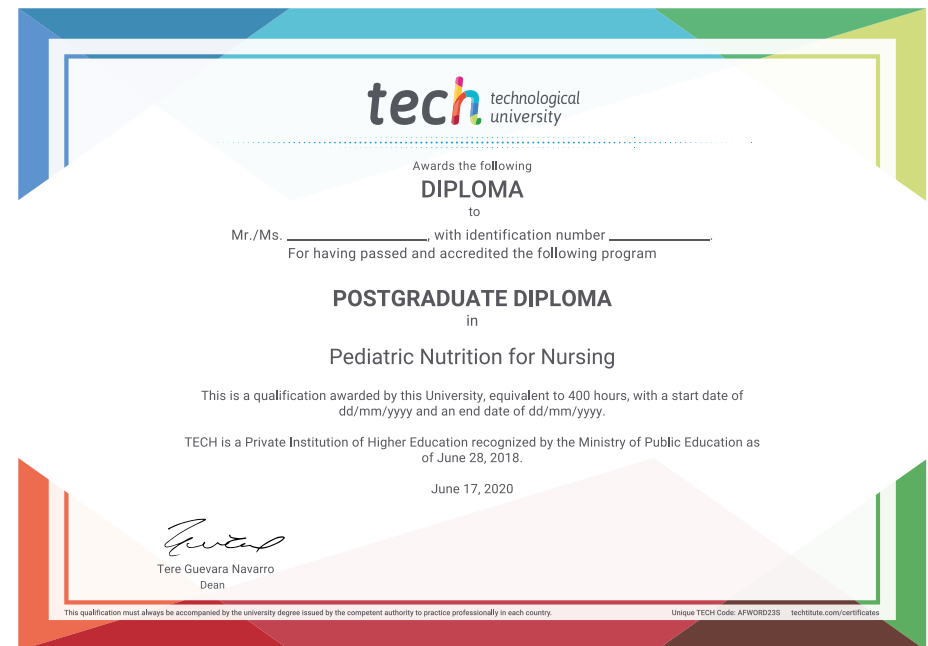 tech technological
university
Awards the following
DIPLOMA
to
Mr./Ms. ____________________, with identification number ______________.
For having passed and accredited the following program
POSTGRADUATE DIPLOMA
in
Pediatric Nutrition for Nursing
This is a qualification awarded by this University, equivalent to 400 hours, with a start date of
dd/mm/yyyy and an end date of dd/mm/yyyy.
TECH is a Private Institution of Higher Education recognized by the Ministry of Public Education as
of June 28, 2018.
June 17, 2020
Tere Guevara Navarro
Dean
This qualification must always be accompanied by the university degree issued by the competent authority to practice professionally in each country.
Unique TECH Code: AFWORD23S techtitute.com/certificates